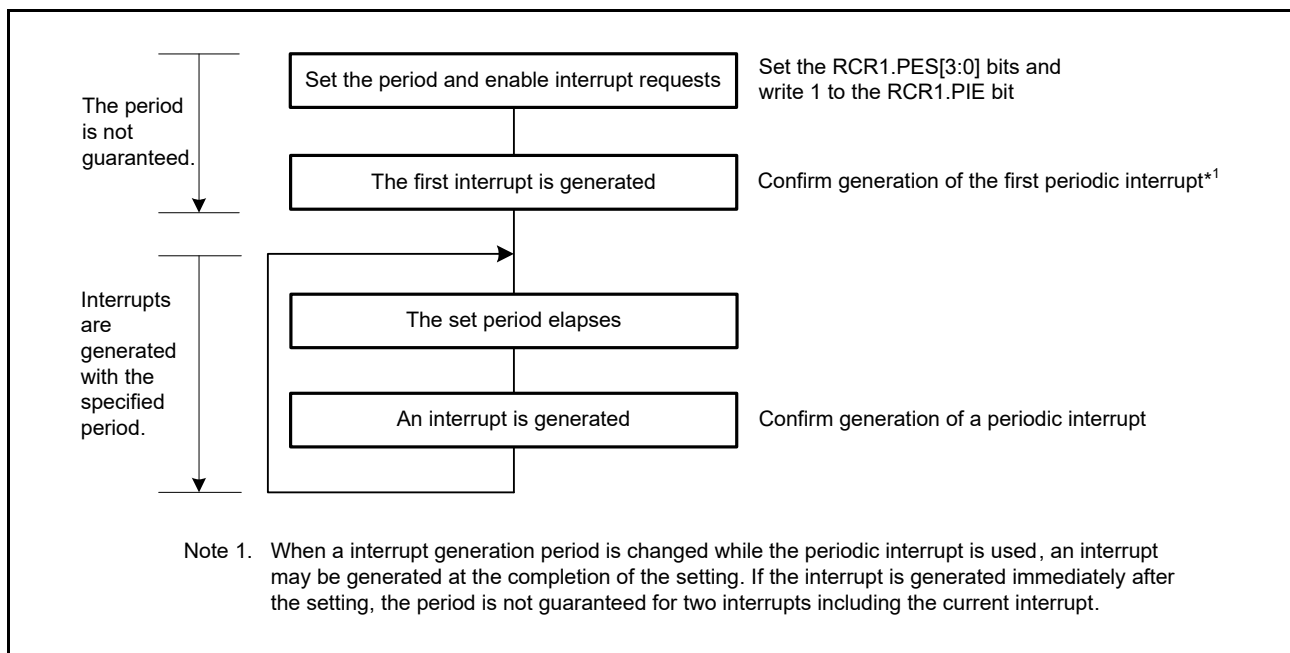 Set the period and enable interrupt requests
Set the RCR1.PES[3:0] bits and
write 1 to the RCR1.PIE bit
The period
is not
guaranteed.
The first interrupt is generated
Confirm generation of the first periodic interrupt*1
Interrupts
are
generated
with the
specified
period.
The set period elapses
An interrupt is generated
Confirm generation of a periodic interrupt
Note 1. When a interrupt generation period is changed while the periodic interrupt is used, an interrupt
may be generated at the completion of the setting. If the interrupt is generated immediately after
the setting, the period is not guaranteed for two interrupts including the current interrupt.